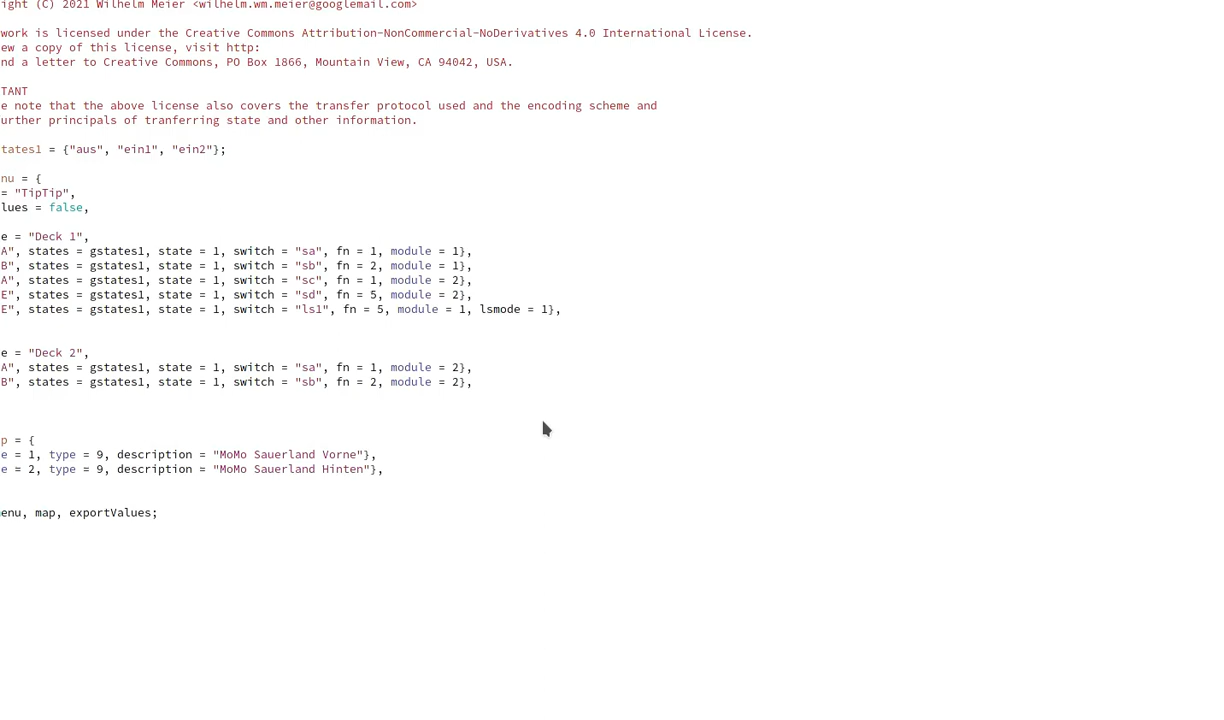 ight (C) 2021 Wilhelm Meier <wilhelm.wm.meier@googlemail.com>
work is licensed under the Creative Commons Attribution-NonCommercial-NoDerivatives 4.0 International License.
ew a copy of this license, visit http:
nd a letter to Creative Commons, PO Box 1866, Mountain View, CA 94042, USA.
TANT
e note that the above license also covers the transfer protocol used and the encoding scheme and
urther principals of tranferring state and other information.
tates1 = {"aus", "ein1", "ein2"};
nu = {
= "TipTip",
lues = false,
e = "Deck 1",
A", states = gstates1, state = 1, switch = "sa", fn = 1, module = 1},
B", states = gstates1, state = 1, switch = "sb", fn = 2, module = 1},
A", states = gstates1, state = 1, switch = "sc", fn = 1, module = 2},
E", states = gstates1, state = 1, switch = "sd", fn = 5, module = 2},
E", states = gstates1, state = 1, switch = "ls1", fn = 5, module = 1, lsmode = 1},
e = "Deck 2",
A", states = gstates1, state = 1, switch = "sa", fn = 1, module = 2},
B", states = gstates1, state = 1, switch = "sb", fn = 2, module = 2},
p = {
e = 1, type = 9, description = "MoMo Sauerland Vorne"},
e = 2, type = 9, description = "MoMo Sauerland Hinten"},
enu, map, exportValues;